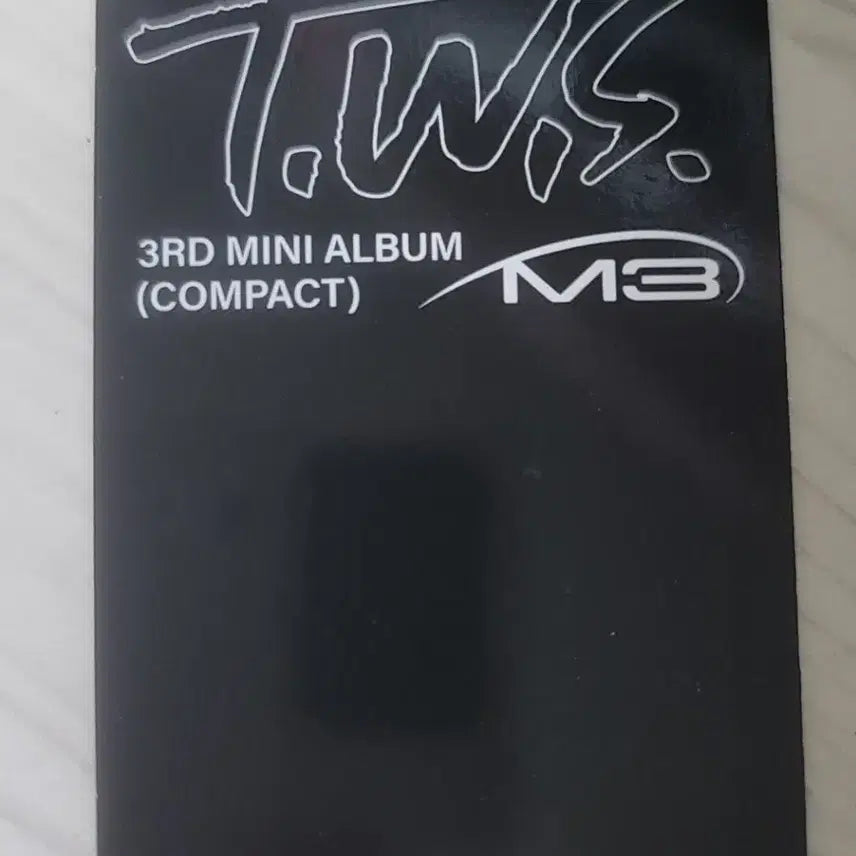 T.W.S.
3RD MINI ALBUM
(COMPACT)
M3